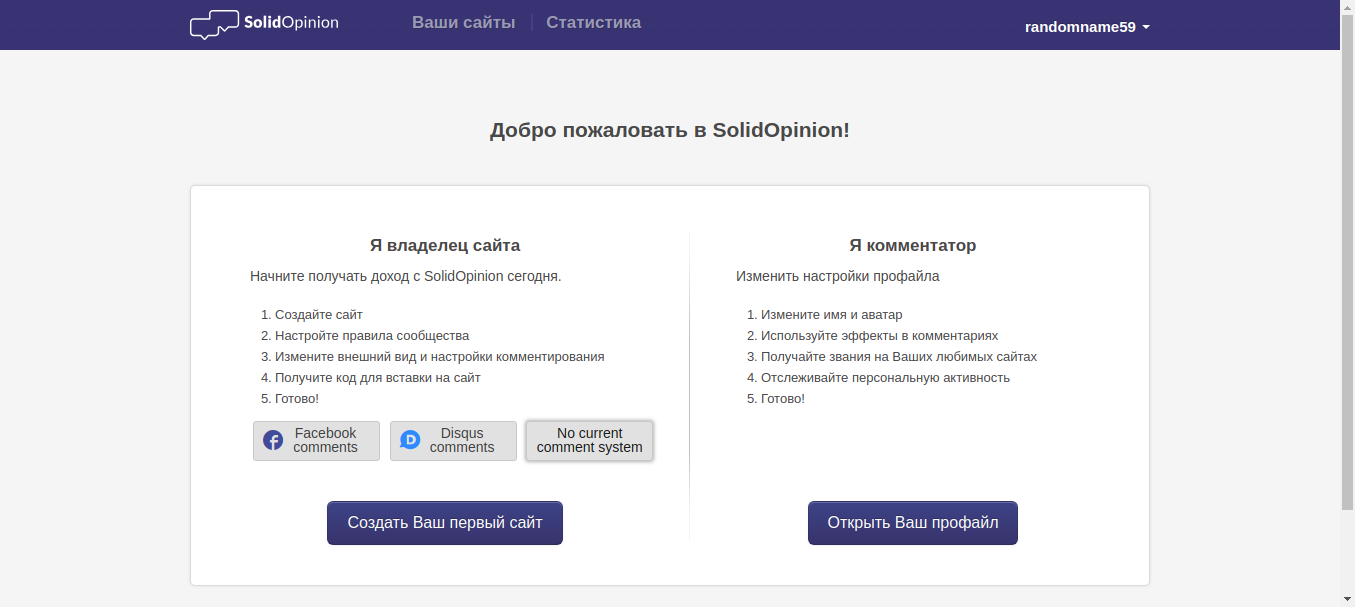 SolidOpinion
Ваши сайты
Статистика
randomname59
Добро пожаловать в SolidOpinion!
Я владелец сайта
Начните получать доход с SolidOpinion сегодня.
1. Создайте сайт
2. Настройте правила сообщества
3. Измените внешний вид и настройки комментирования
4. Получите код для вставки на сайт
5. Готово!
Facebook
comments
Disqus
comments
No current
comment system
Создать Ваш первый сайт
Я комментатор
Изменить настройки профайла
1. Измените имя и аватар
2. Используйте эффекты в комментариях
3. Получайте звания на Ваших любимых сайтах
4. Отслеживайте персональную активность
5. Готово!
Открыть Ваш профайл